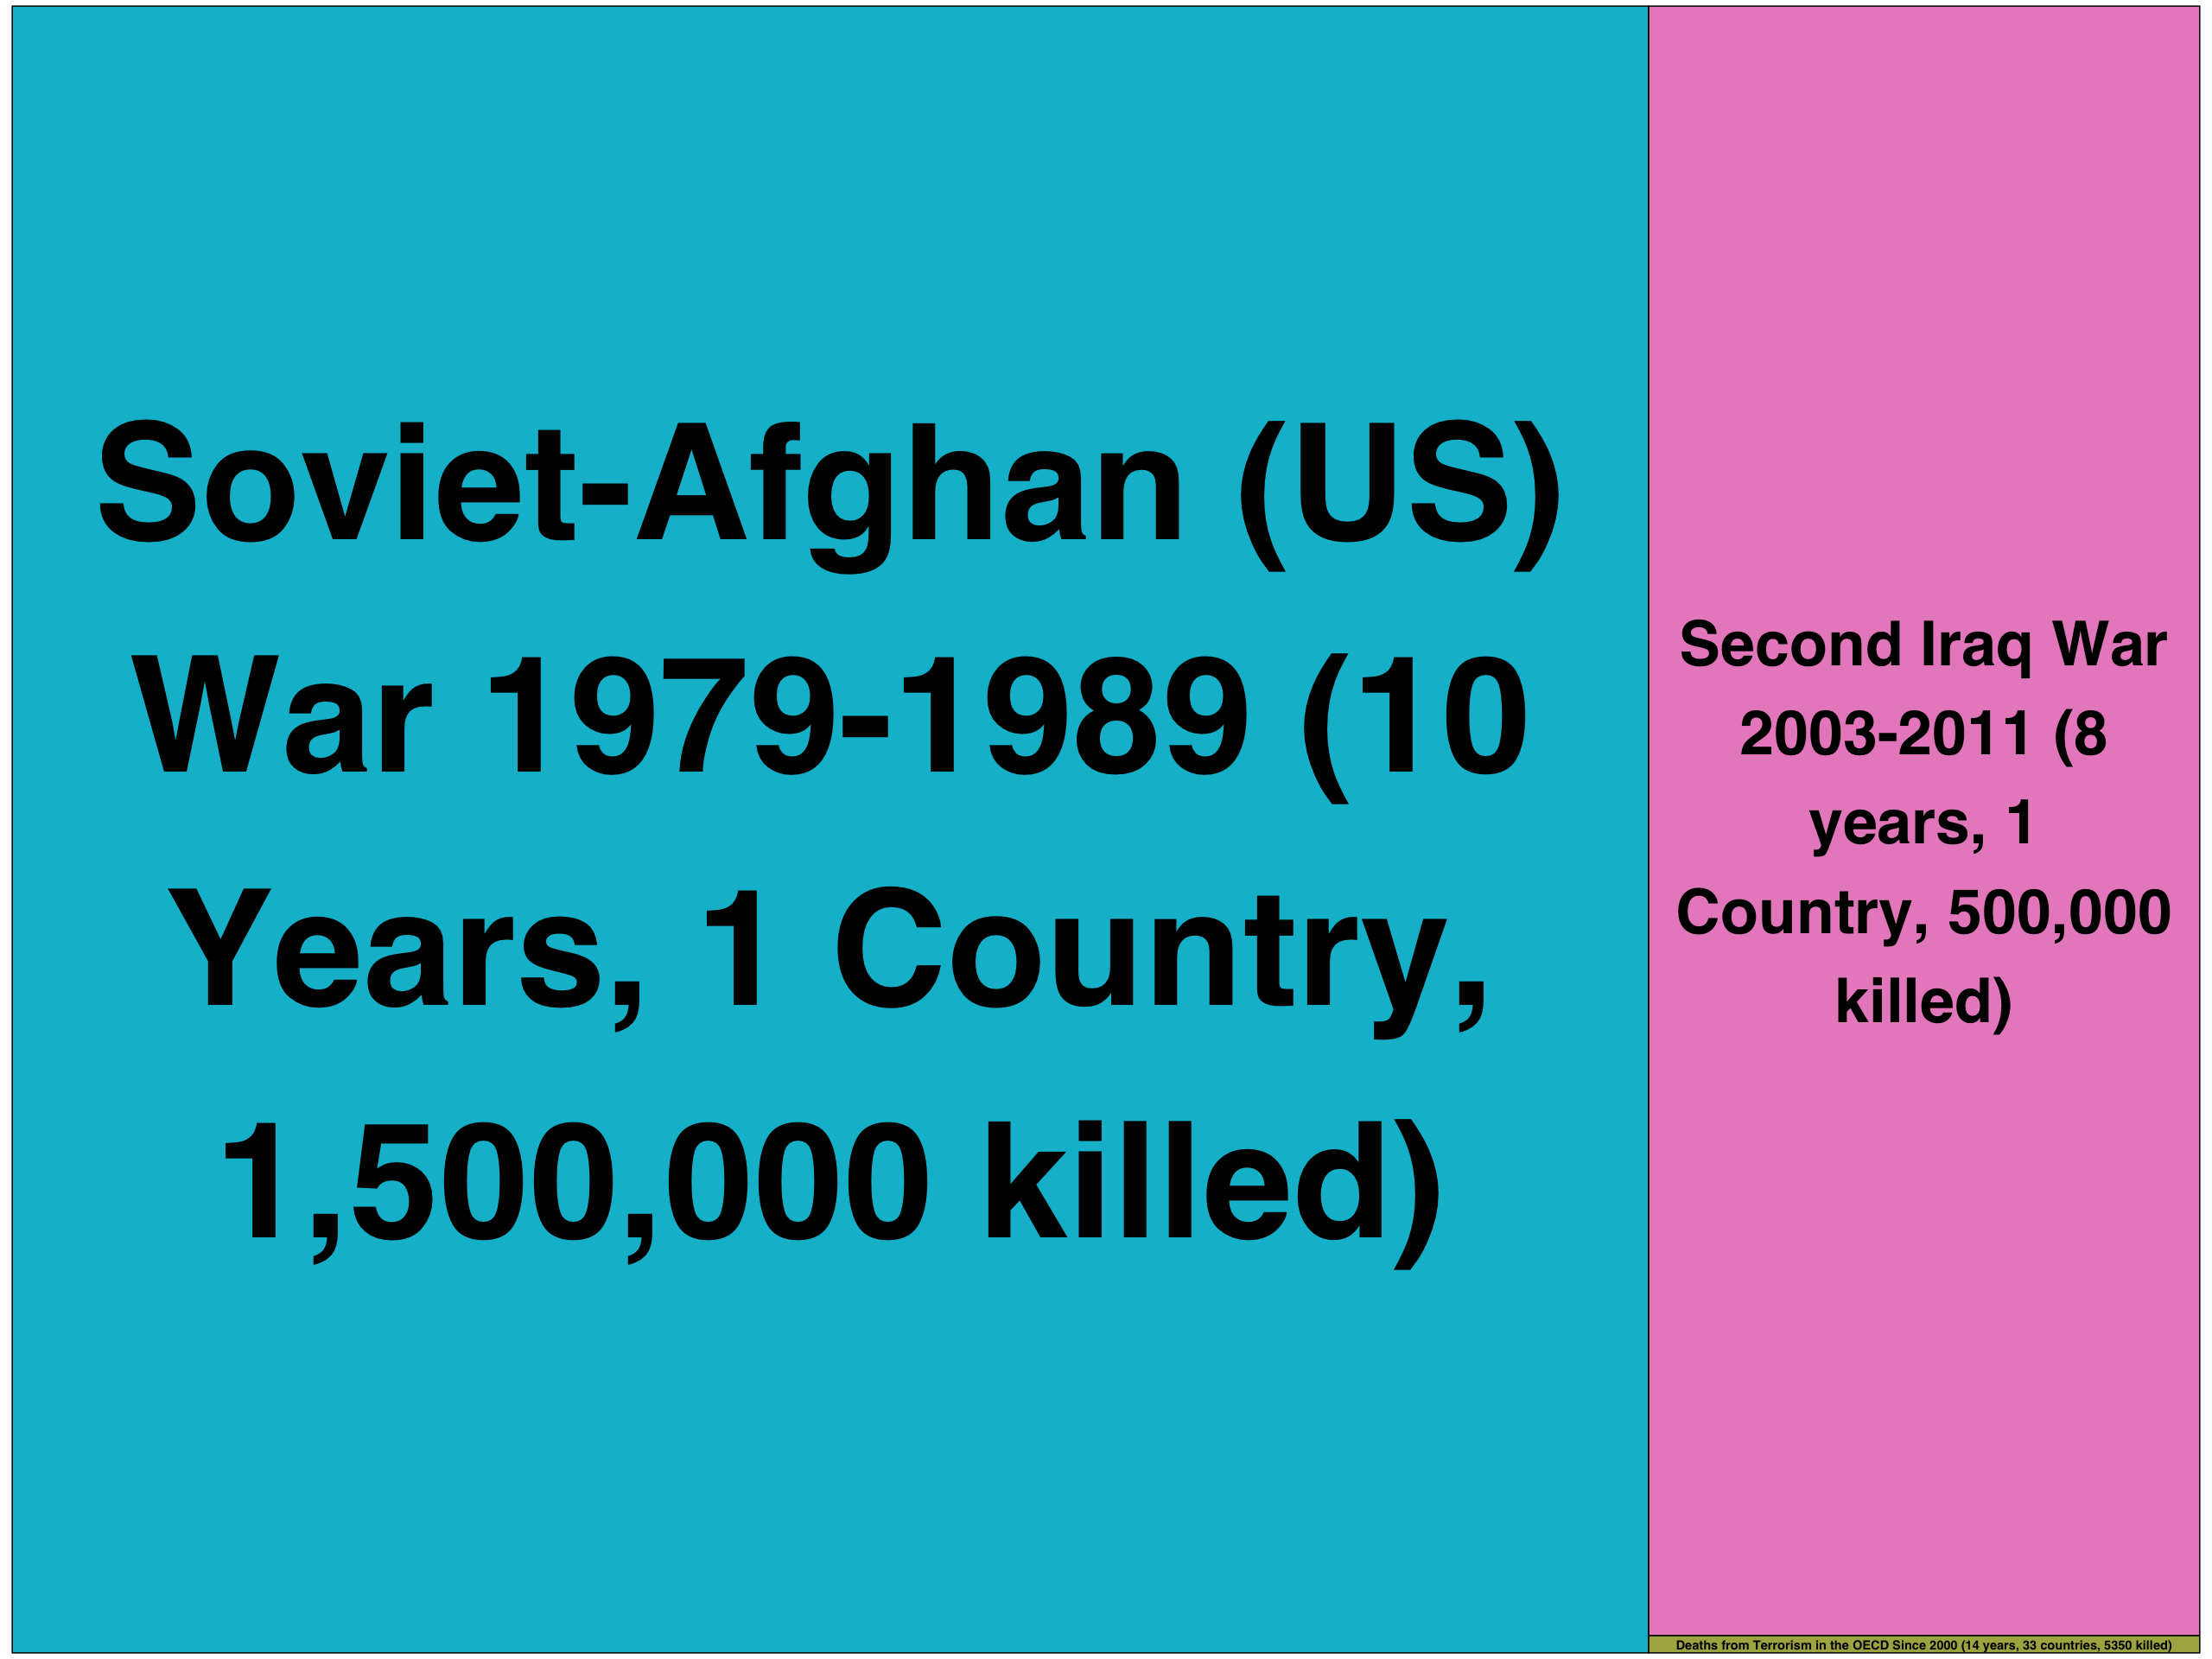 Soviet-Afghan (US)
War 1979-1989 (10
Years, 1 Country,
1,500,000 killed)
Second Iraq War
2003-2011 (8
years, 1
Country, 500,000
killed)
Deaths from Terrorism in the OECD Since 2000 (14 years, 33 countries, 5350 killed)